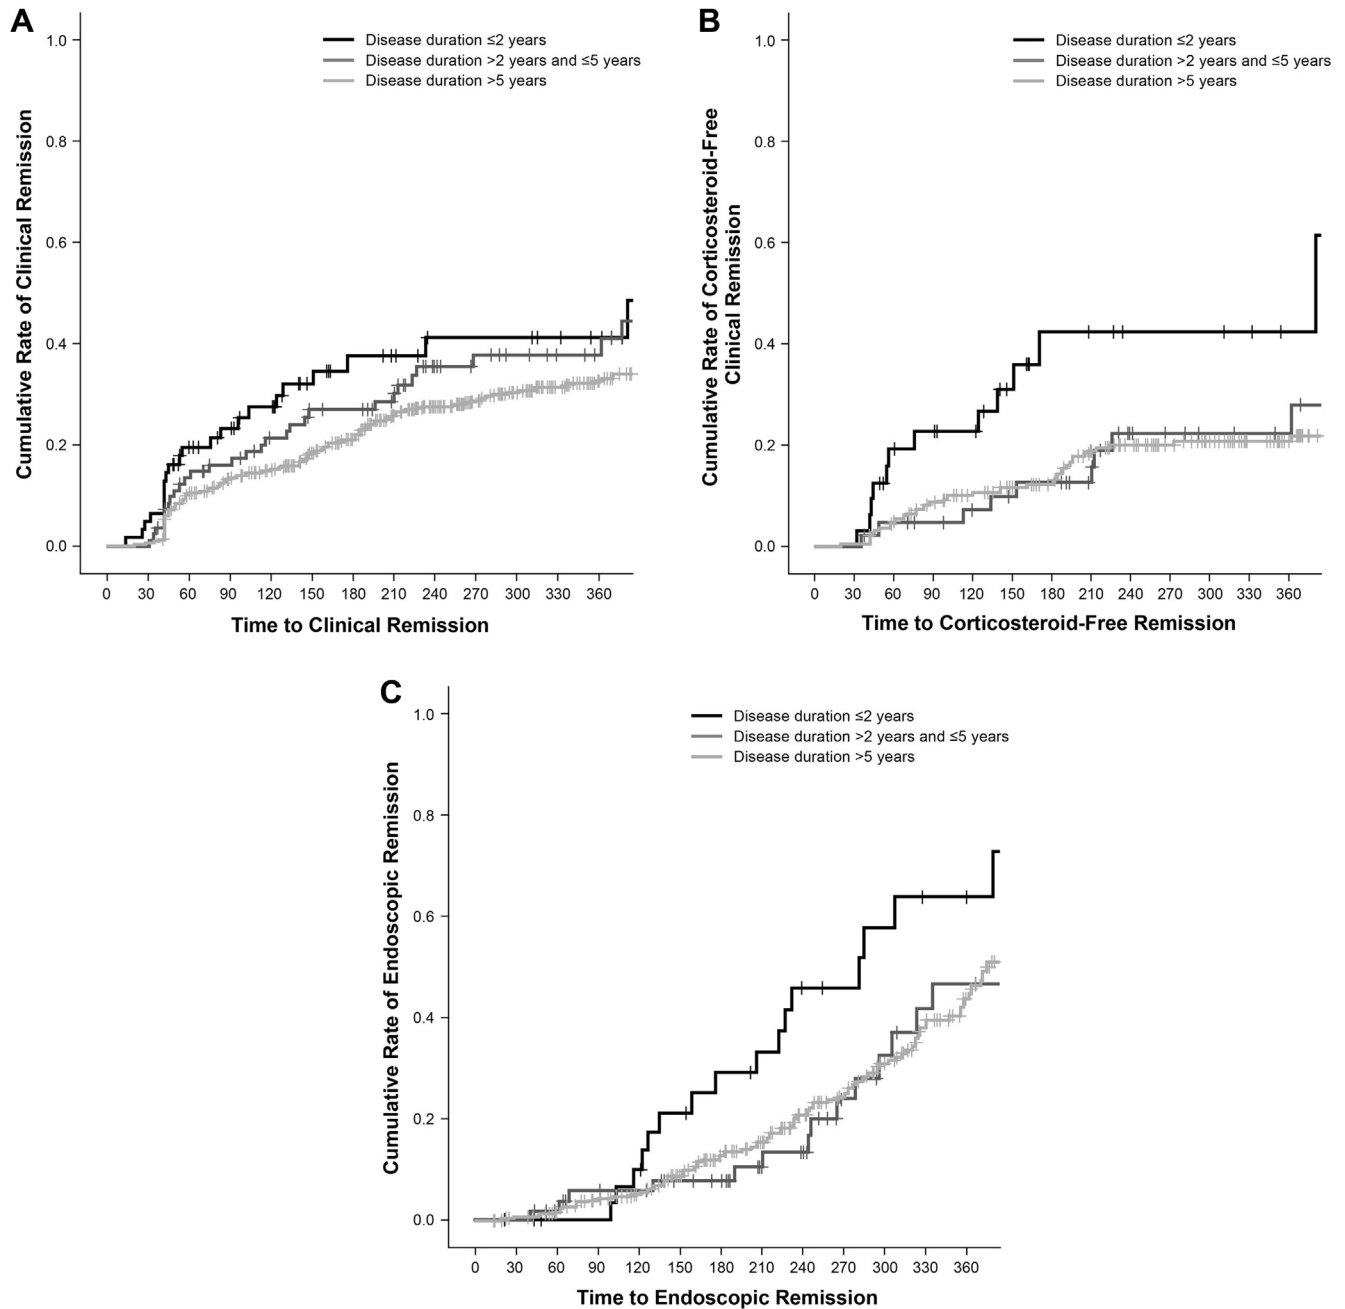 A
Cumulative Rate of Clinical Remission
Disease duration ≤2 years
Disease duration >2 years and ≤5 years
Disease duration >5 years
1.0
0.8
0.6
0.4
0.2
0.0
0 30 60 90 120 150 180 210 240 270 300 330 360
Time to Clinical Remission
B
Cumulative Rate of Corticosteroid-Free
Clinical Remission
Disease duration ≤2 years
Disease duration >2 years and ≤5 years
Disease duration >5 years
1.0
0.8
0.6
0.4
0.2
0.0
0 30 60 90 120 150 180 210 240 270 300 330 360
Time to Corticosteroid-Free Remission
C
Cumulative Rate of Endoscopic Remission
Disease duration ≤2 years
Disease duration >2 years and ≤5 years
Disease duration >5 years
1.0
0.8
0.6
0.4
0.2
0.0
0 30 60 90 120 150 180 210 240 270 300 330 360
Time to Endoscopic Remission